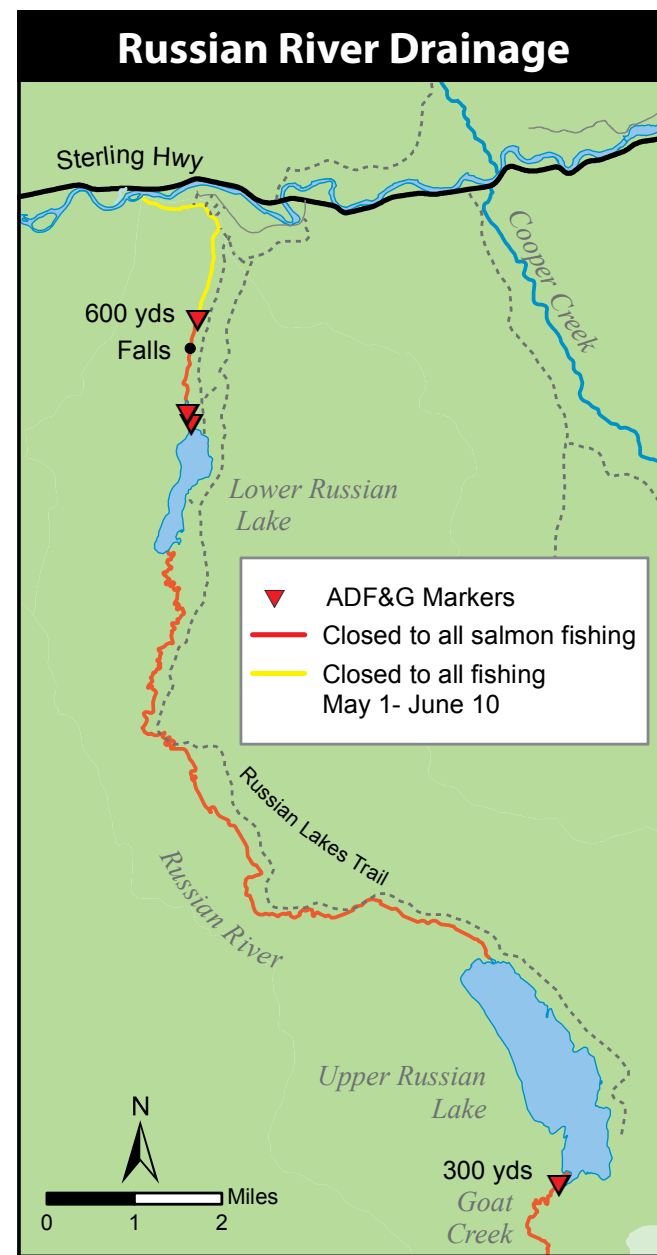 Russian River Drainage
Sterling Hwy
Cooper Creek
600 yds
Falls
Lower Russian
Lake
ADF&G Markers
Closed to all salmon fishing
Closed to all fishing
May 1- June 10
Russian Lakes Trail
Russian River
Upper Russian
Lake
N
300 yds
Goat
Creek
Miles
0 1 2